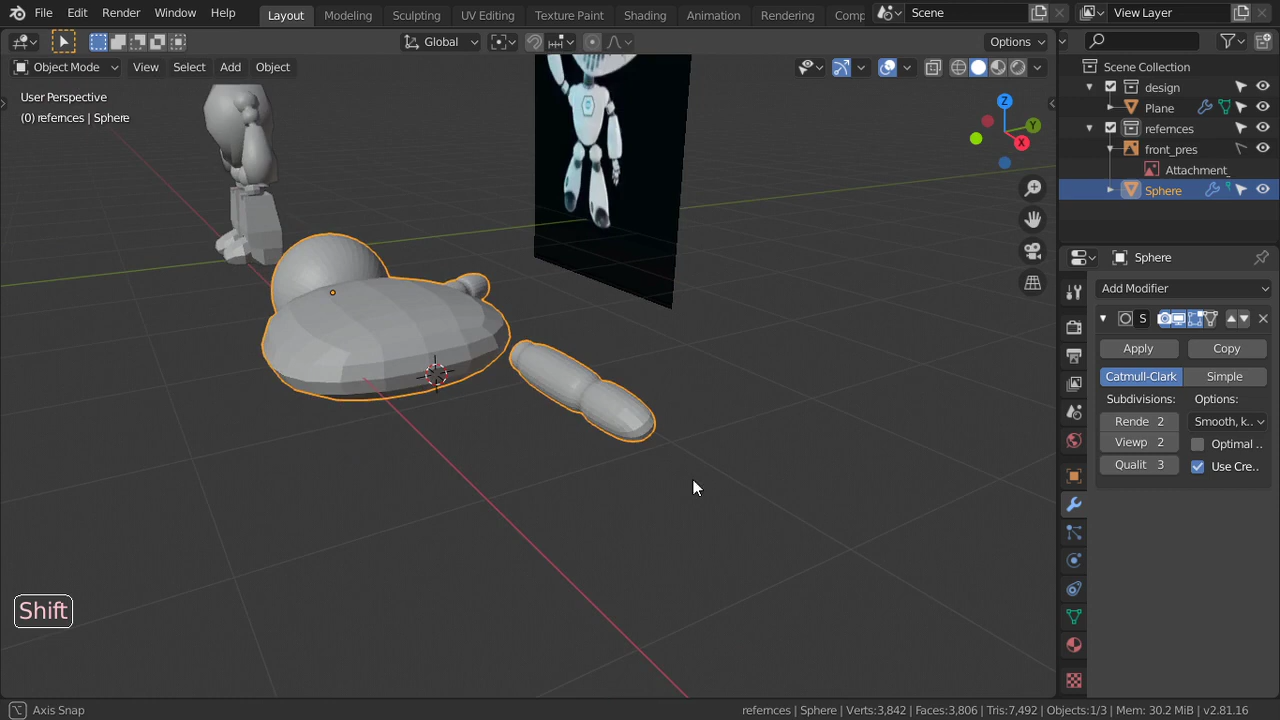 File Edit Render Window Help Layout Modeling Sculpting UV Editing Texture Paint Shading Animation Rendering Comp Scene View Layer
Global Options
Object Mode View Select Add Object
User Perspective
(0) refernces | Sphere
Z
Y
X
Scene Collection
design
Plane
refernces
front_pres
Attachment_
Sphere
Sphere
Add Modifier
S
Apply Copy
Catmull-Clark Simple
Subdivisions: Options:
Rende 2 Smooth, k..
Viewp 2 Optimal ..
Qualit 3 Use Cre..
Shift
Axis Snap refernces | Sphere | Verts:3,842 | Faces:3,806 | Tris:7,492 | Objects:1/3 | Mem: 30.2 MiB | v2.81.16